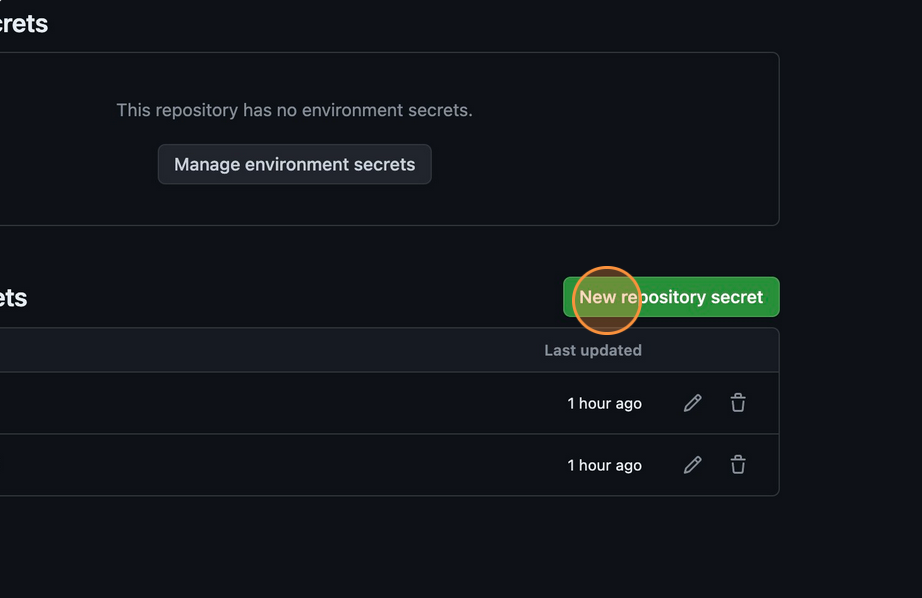 crets
This repository has no environment secrets.
Manage environment secrets
ets
New repository secret
Last updated
1 hour ago
1 hour ago